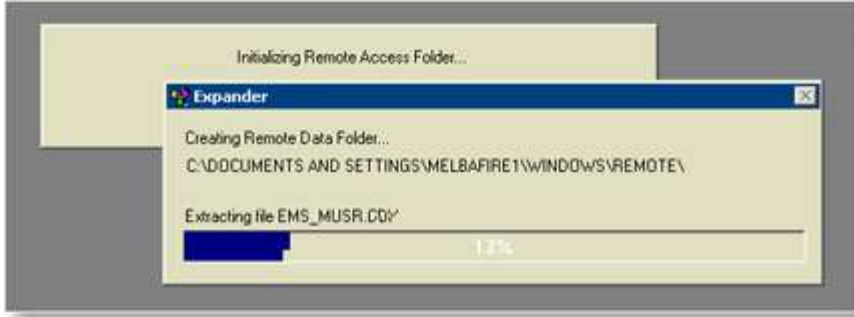 Initializing Remote Access Folder...
Expander
Creating Remote Data Folder...
C:\DOCUMENTS AND SETTINGS\MELBAFIRE1\WINDOWS\REMOTE\
Extracting file EMS_MUSR.CDX